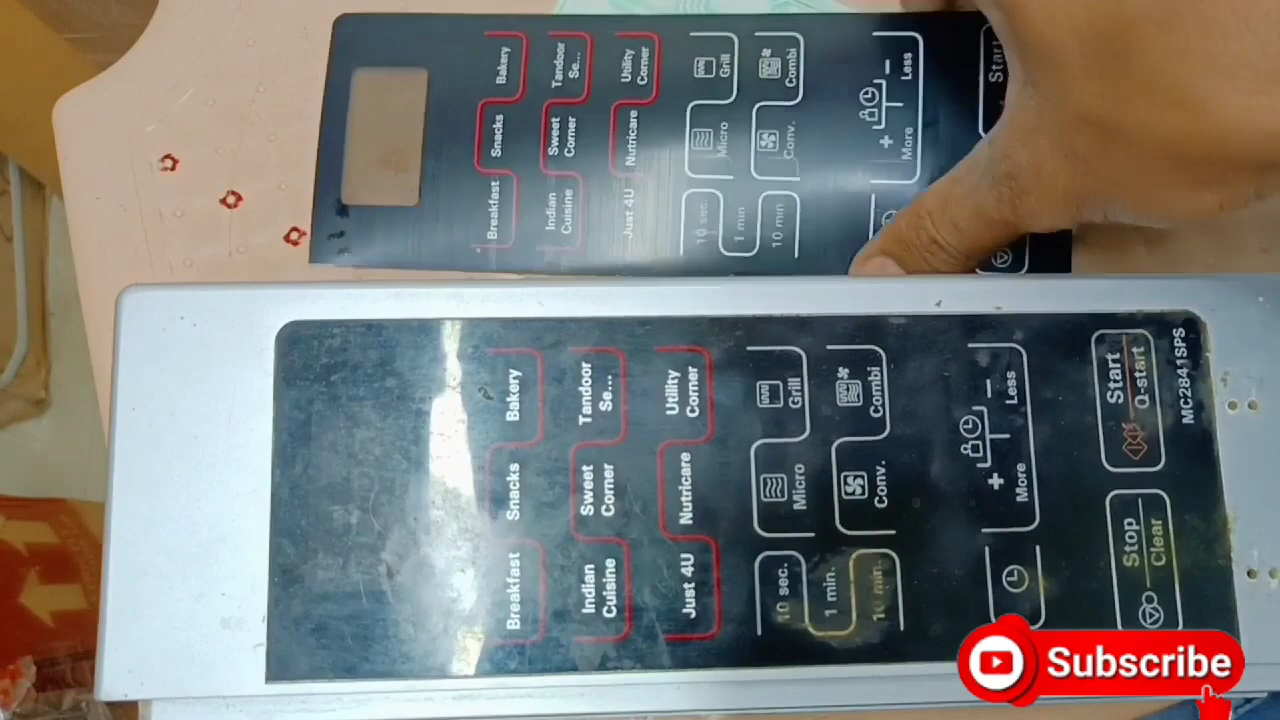 Breakfast Snacks Bakery
Indian Cuisine Sweet Corner Tandoor Se...
Just 4U Nutricare Utility Corner
Micro Grill
Conv. Combi
10 sec.
1 min
10 min
+ More − Less
Start
Breakfast Snacks Bakery
Indian Cuisine Sweet Corner Tandoor Se...
Just 4U Nutricare Utility Corner
Micro Grill
Conv. Combi
10 sec.
1 min.
10 min.
+ More − Less
Stop
Clear
Start
Q-start
MC2841SPS
Subscribe